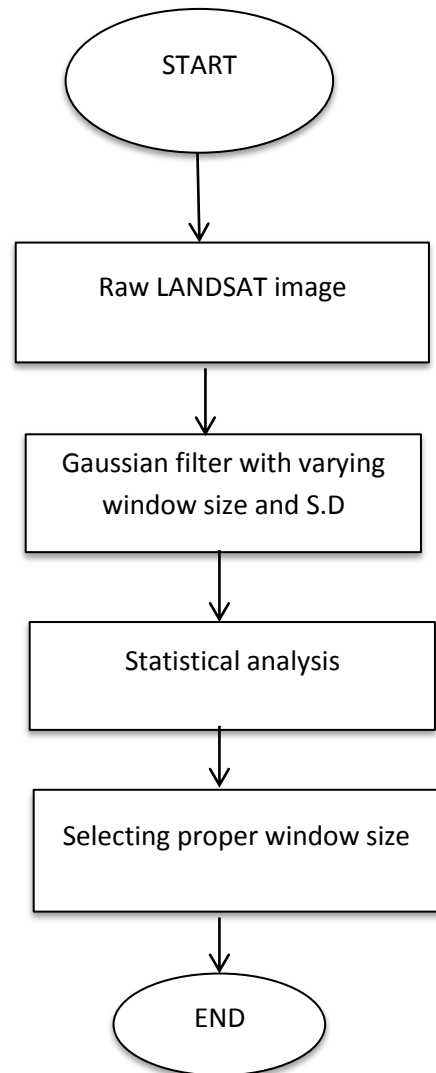 START
Raw LANDSAT image
Gaussian filter with varying
window size and S.D
Statistical analysis
Selecting proper window size
END